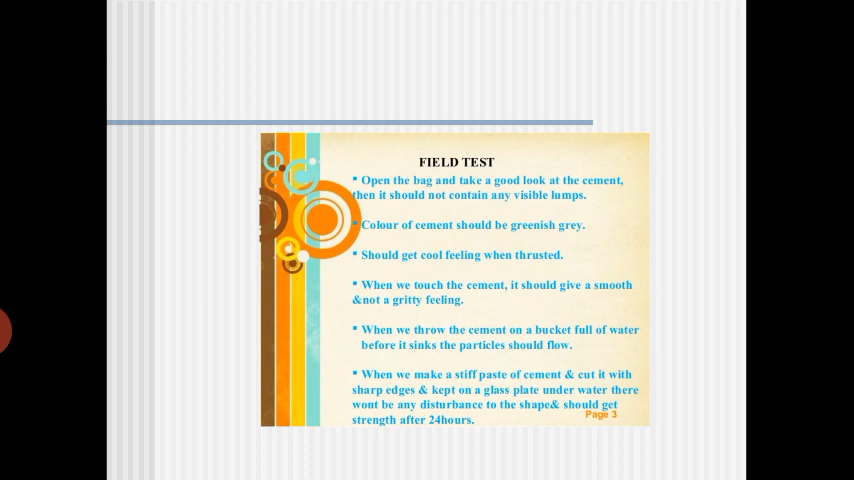 FIELD TEST
▪ Open the bag and take a good look at the cement,
then it should not contain any visible lumps.
▪ Colour of cement should be greenish grey.
▪ Should get cool feeling when thrusted.
▪ When we touch the cement, it should give a smooth
&not a gritty feeling.
▪ When we throw the cement on a bucket full of water
before it sinks the particles should flow.
▪ When we make a stiff paste of cement & cut it with
sharp edges & kept on a glass plate under water there
wont be any disturbance to the shape& should get
strength after 24hours.
Page 3